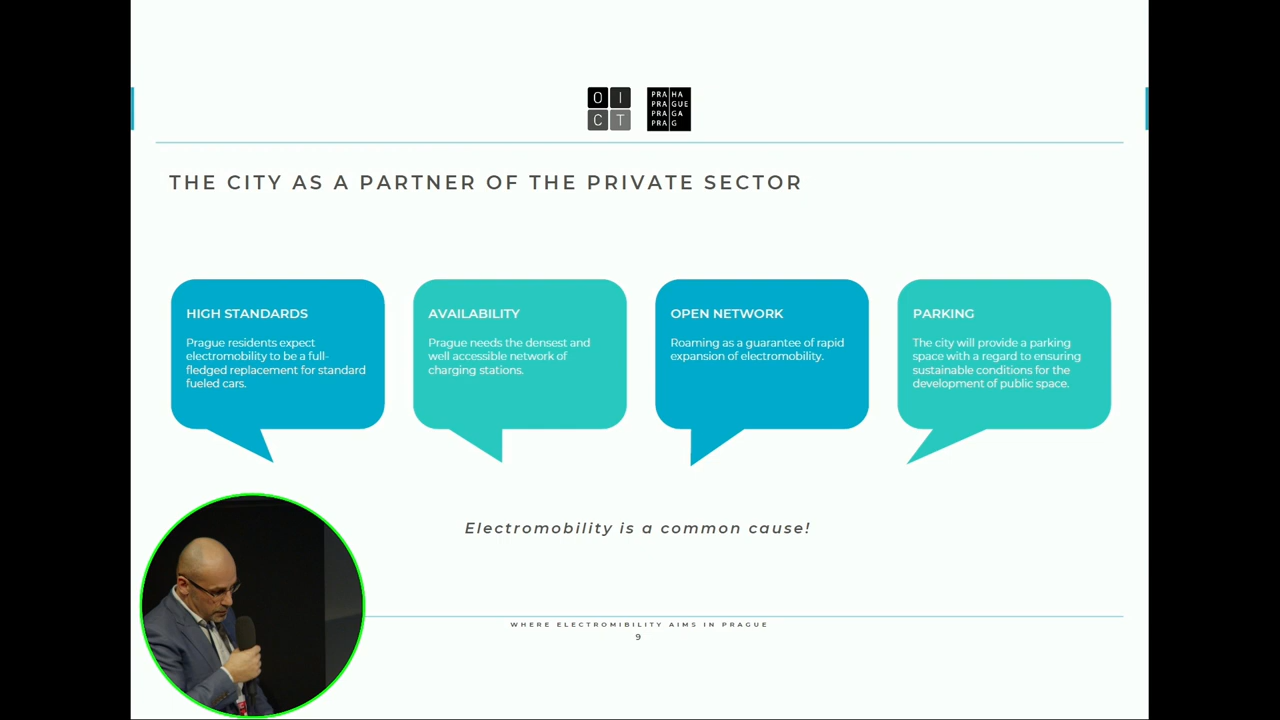 O I
C T
PRA HA
PRA GUE
PRA GA
PRA G
THE CITY AS A PARTNER OF THE PRIVATE SECTOR
HIGH STANDARDS
Prague residents expect
electromobility to be a full-
fledged replacement for standard
fueled cars.
AVAILABILITY
Prague needs the densest and
well accessible network of
charging stations.
OPEN NETWORK
Roaming as a guarantee of rapid
expansion of electromobility.
PARKING
The city will provide a parking
space with a regard to ensuring
sustainable conditions for the
development of public space.
Electromobility is a common cause!
WHERE ELECTROMIBILITY AIMS IN PRAGUE
9